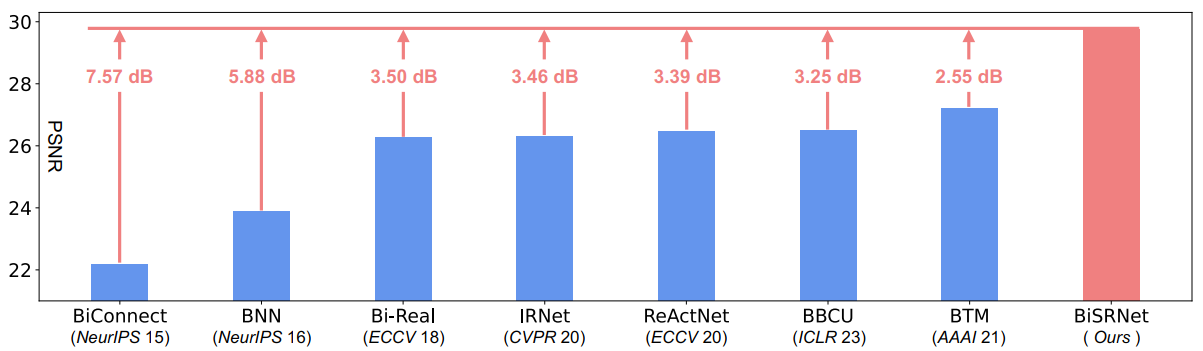 30
28
26
24
22
PSNR
7.57 dB
5.88 dB
3.50 dB
3.46 dB
3.39 dB
3.25 dB
2.55 dB
BiConnect
(NeurIPS 15)
BNN
(NeurIPS 16)
Bi-Real
(ECCV 18)
IRNet
(CVPR 20)
ReActNet
(ECCV 20)
BBCU
(ICLR 23)
BTM
(AAAI 21)
BiSRNet
( Ours )